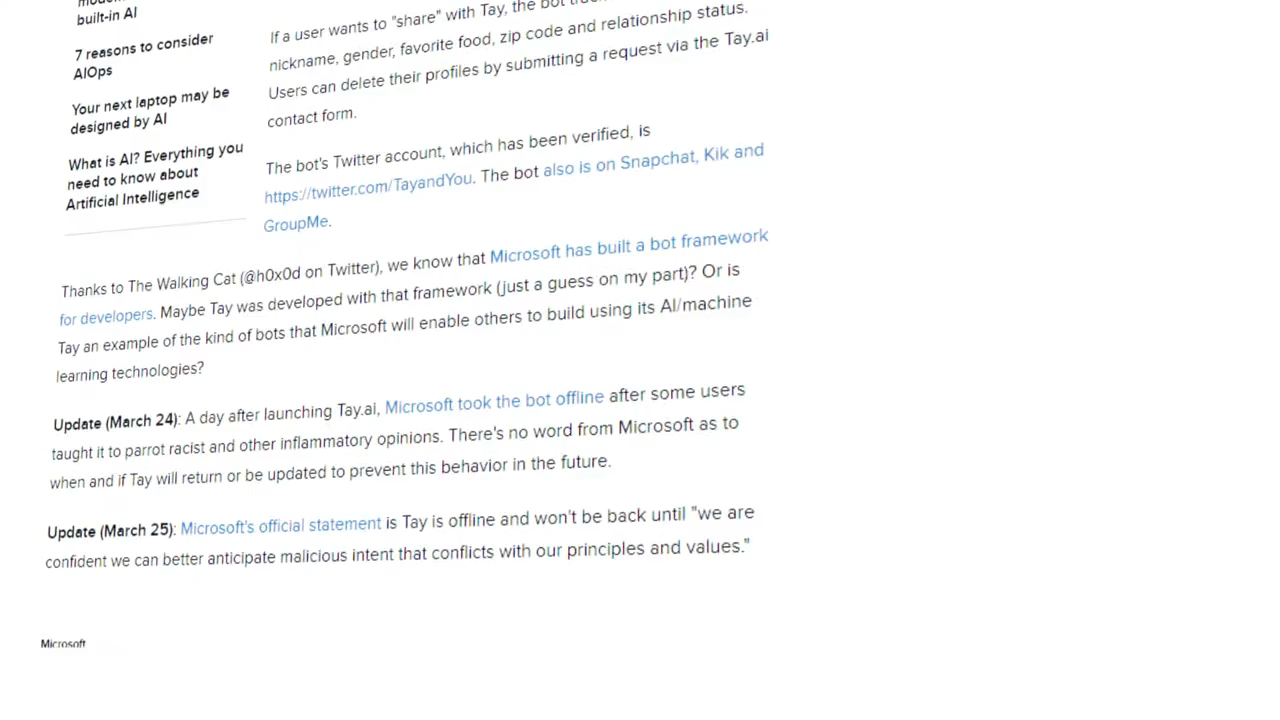 built-in AI
7 reasons to consider
AIOps
Your next laptop may be
designed by AI
What is AI? Everything you
need to know about
Artificial Intelligence
If a user wants to "share" with Tay, the bot
nickname, gender, favorite food, zip code and relationship status.
Users can delete their profiles by submitting a request via the Tay.ai
contact form.
The bot's Twitter account, which has been verified, is
https://twitter.com/TayandYou. The bot also is on Snapchat, Kik and
GroupMe.
Thanks to The Walking Cat (@h0x0d on Twitter), we know that Microsoft has built a bot framework
for developers. Maybe Tay was developed with that framework (just a guess on my part)? Or is
Tay an example of the kind of bots that Microsoft will enable others to build using its AI/machine
learning technologies?
Update (March 24): A day after launching Tay.ai, Microsoft took the bot offline after some users
taught it to parrot racist and other inflammatory opinions. There's no word from Microsoft as to
when and if Tay will return or be updated to prevent this behavior in the future.
Update (March 25): Microsoft's official statement is Tay is offline and won't be back until "we are
confident we can better anticipate malicious intent that conflicts with our principles and values."
Microsoft